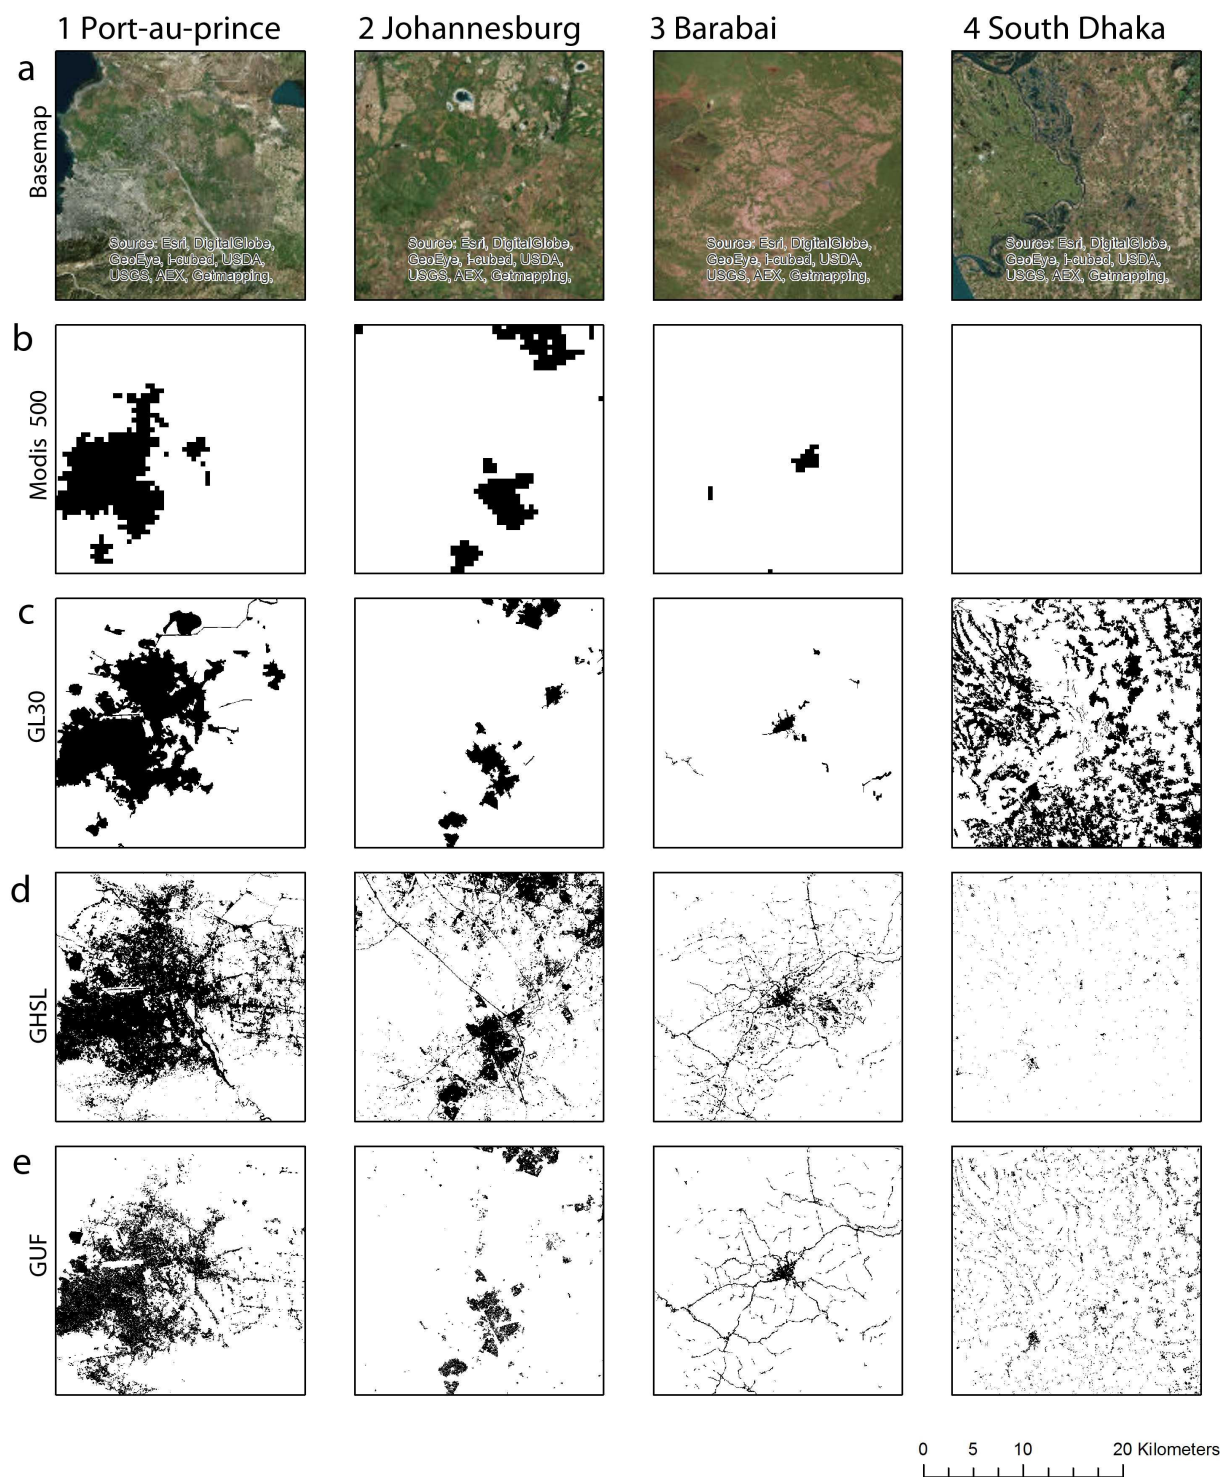 1 Port-au-prince
2 Johannesburg
3 Barabai
4 South Dhaka
a
Basemap
Source: Esri, DigitalGlobe,
GeoEye, i-cubed, USDA,
USGS, AEX, Getmapping,
Source: Esri, DigitalGlobe,
GeoEye, i-cubed, USDA,
USGS, AEX, Getmapping,
Source: Esri, DigitalGlobe,
GeoEye, i-cubed, USDA,
USGS, AEX, Getmapping,
Source: Esri, DigitalGlobe,
GeoEye, i-cubed, USDA,
USGS, AEX, Getmapping,
b
Modis 500
c
GL30
d
GHSL
e
GUF
0 5 10 20 Kilometers